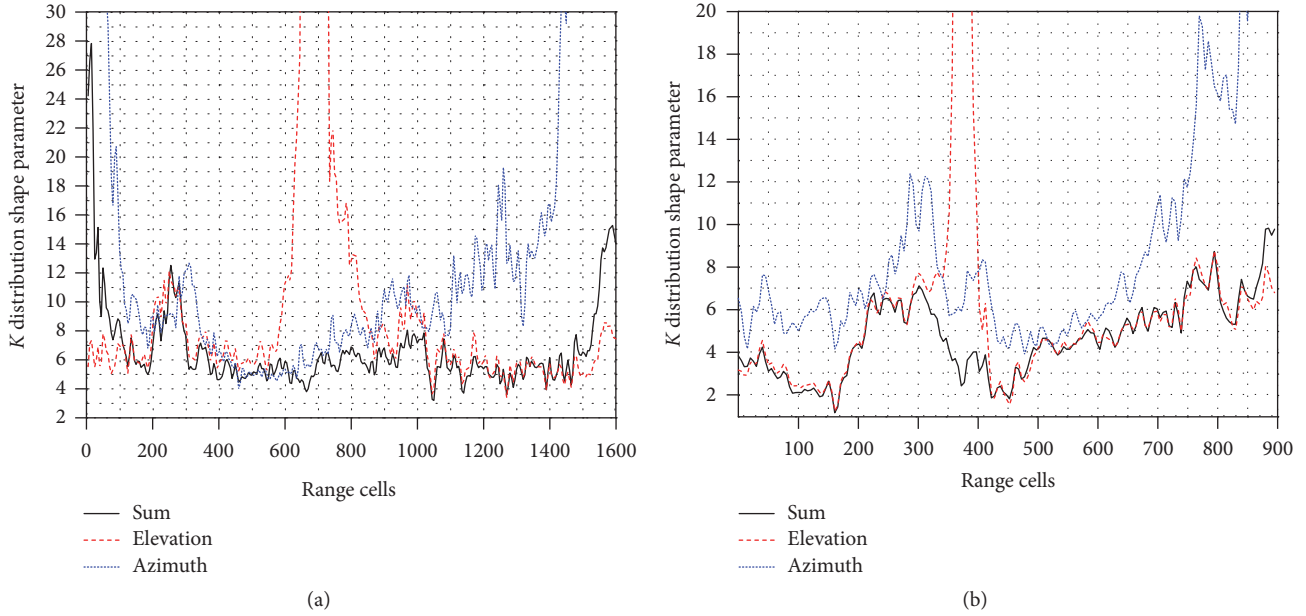 30
28
26
24
22
20
18
16
14
12
10
8
6
4
2
K distribution shape parameter
0 200 400 600 800 1000 1200 1400 1600
Range cells
Sum
Elevation
Azimuth
(a)
20
18
16
14
12
10
8
6
4
2
K distribution shape parameter
100 200 300 400 500 600 700 800 900
Range cells
Sum
Elevation
Azimuth
(b)